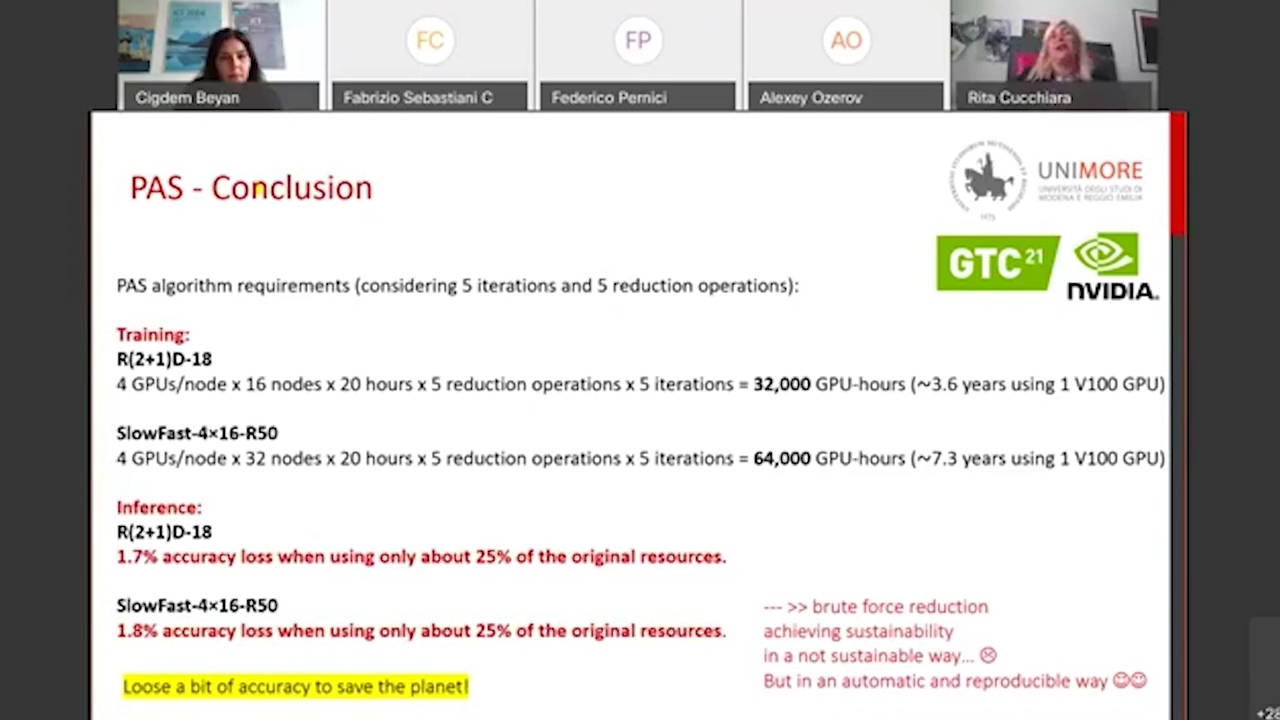 ICT 2008
ICT
FC
FP
AO
Cigdem Beyan
Fabrizio Sebastiani C
Federico Pernici
Alexey Ozerov
Rita Cucchiara
PAS - Conclusion
1175
UNIMORE
UNIVERSITÀ DEGLI STUDI DI
MODENA E REGGIO EMILIA
GTC 21
NVIDIA.
PAS algorithm requirements (considering 5 iterations and 5 reduction operations):
Training:
R(2+1)D-18
4 GPUs/node x 16 nodes x 20 hours x 5 reduction operations x 5 iterations = 32,000 GPU-hours (~3.6 years using 1 V100 GPU)
SlowFast-4×16-R50
4 GPUs/node x 32 nodes x 20 hours x 5 reduction operations x 5 iterations = 64,000 GPU-hours (~7.3 years using 1 V100 GPU)
Inference:
R(2+1)D-18
1.7% accuracy loss when using only about 25% of the original resources.
SlowFast-4×16-R50
1.8% accuracy loss when using only about 25% of the original resources.
--- >> brute force reduction
achieving sustainability
in a not sustainable way... ☹
But in an automatic and reproducible way ☺☺
Loose a bit of accuracy to save the planet!